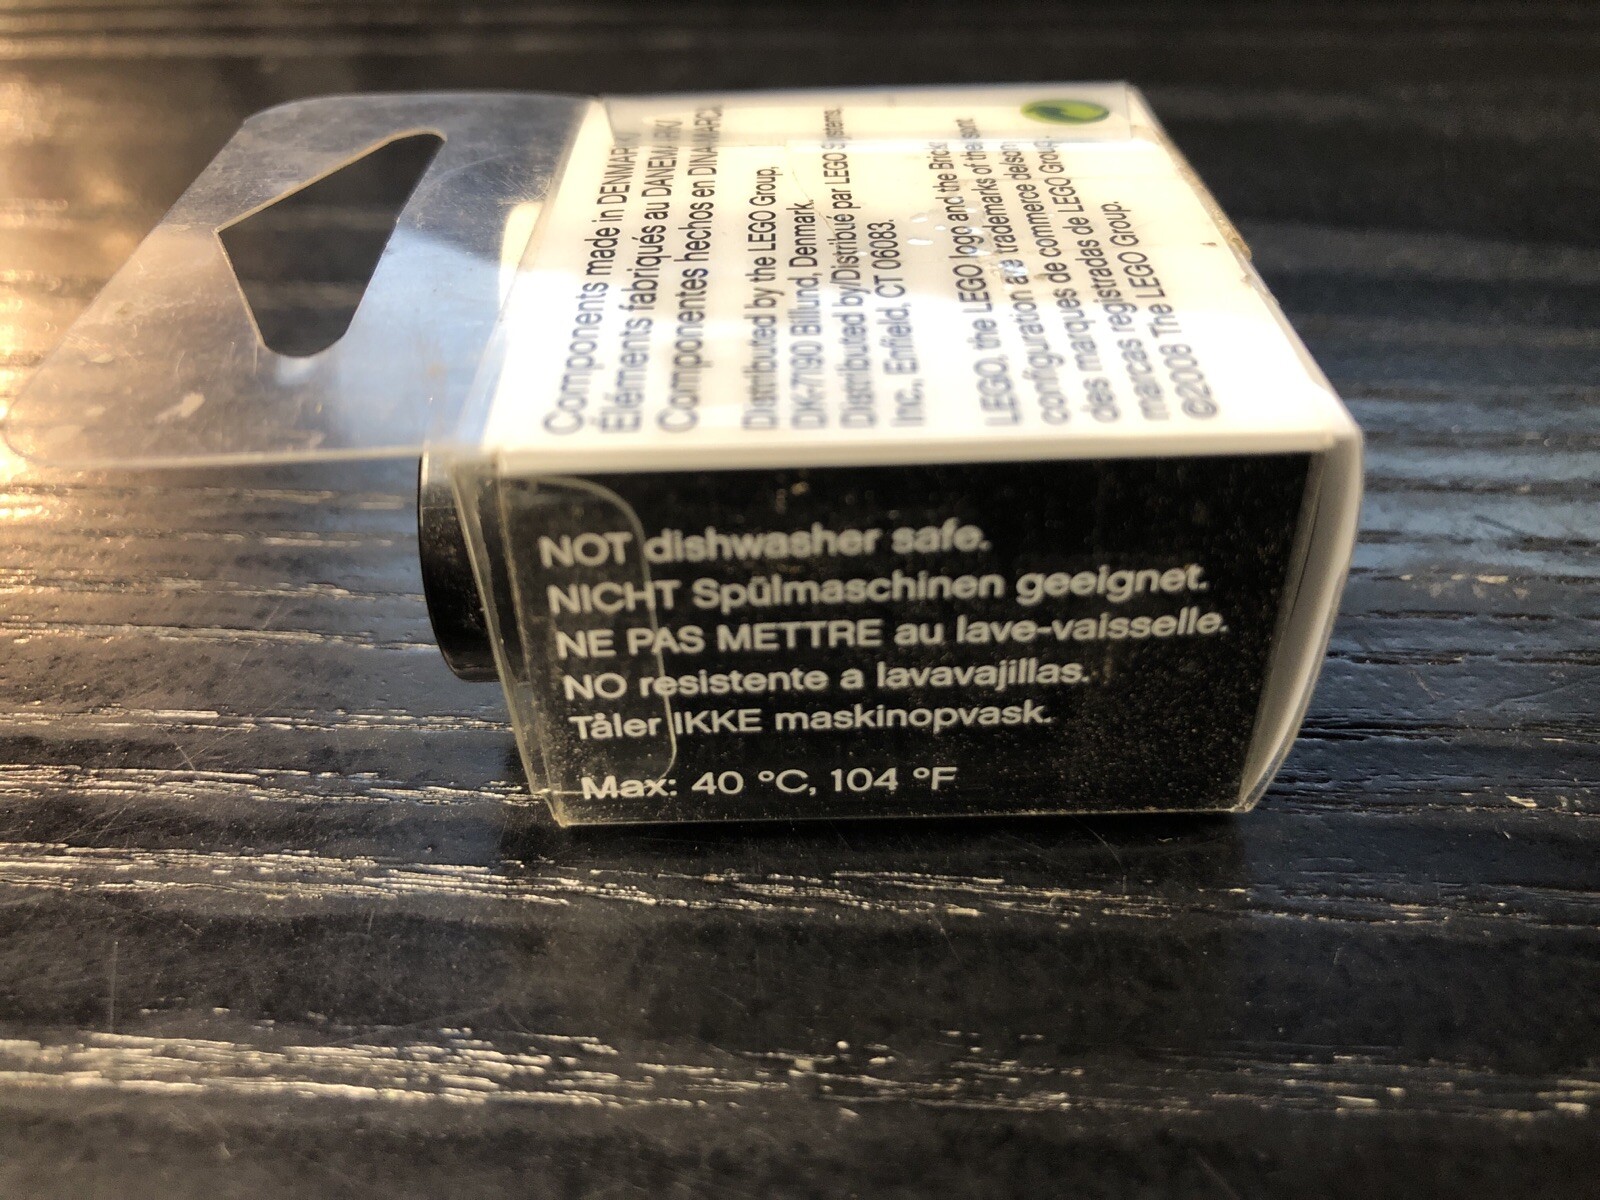 Components made in DENMARK/
Éléments fabriqués au DANEMARK/
Componentes hechos en DINAMARCA
Distributed by the LEGO Group,
DK-7190 Billund, Denmark.
Distributed by/Distribué par LEGO Systems,
Inc., Enfield, CT 06083.
LEGO, the LEGO logo and the Brick
configuration are trademarks of the/sont
des marques de commerce de/son
marcas registradas de LEGO Group.
©2008 The LEGO Group.
NOT dishwasher safe.
NICHT Spülmaschinen geeignet.
NE PAS METTRE au lave-vaisselle.
NO resistente a lavavajillas.
Tåler IKKE maskinopvask.
Max: 40 °C, 104 °F